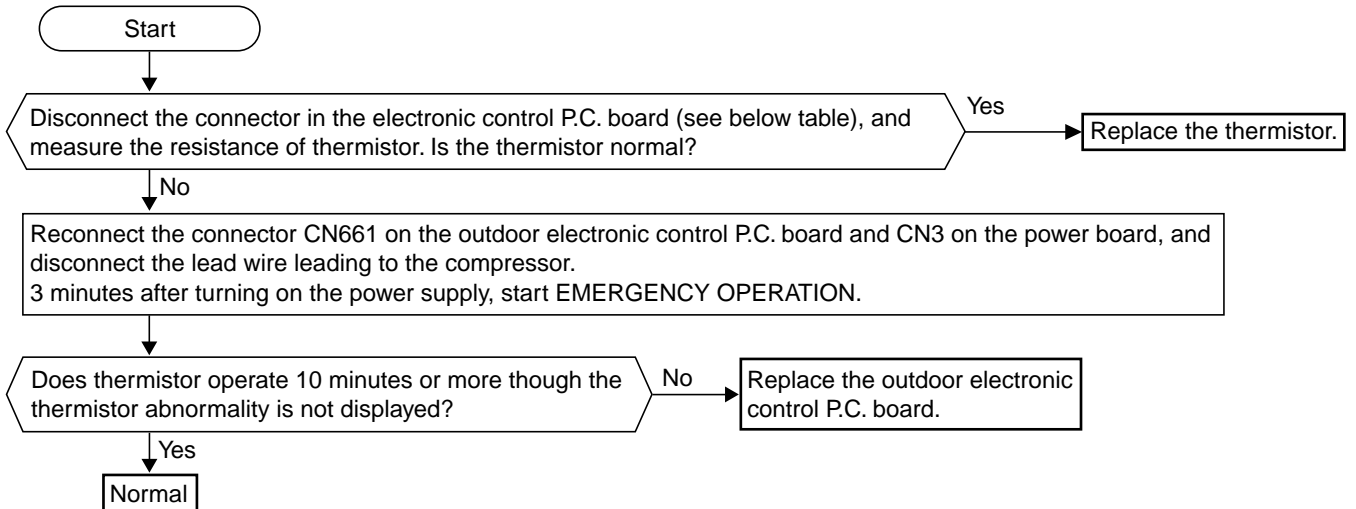 Start
Disconnect the connector in the electronic control P.C. board (see below table), and
measure the resistance of thermistor. Is the thermistor normal?
Yes
Replace the thermistor.
No
Reconnect the connector CN661 on the outdoor electronic control P.C. board and CN3 on the power board, and
disconnect the lead wire leading to the compressor.
3 minutes after turning on the power supply, start EMERGENCY OPERATION.
Does thermistor operate 10 minutes or more though the
thermistor abnormality is not displayed?
No
Replace the outdoor electronic
control P.C. board.
Yes
Normal